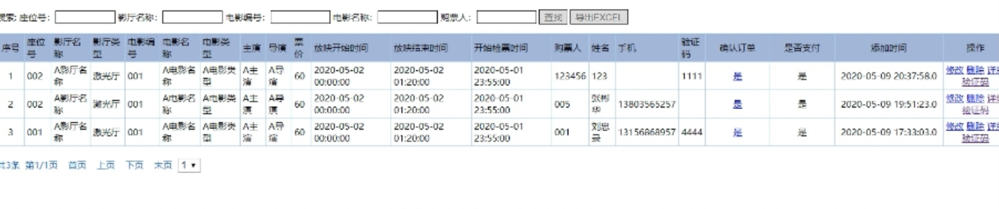 搜索: 座位号: 影厅名称: 电影编号: 电影名称: 购票人: 查找 导出EXCEL
序号 座位号 影厅名称 影厅类型 电影编号 电影名称 电影类型 主演 导演 票价 放映开始时间 放映结束时间 开始检票时间 购票人 姓名 手机 验证码 确认订单 是否支付 添加时间 操作
1 002 A影厅名称 激光厅 001 A电影名称 A电影类型 A主演 A导演 60 2020-05-02 00:00:00 2020-05-02 01:20:00 2020-05-01 23:55:00 123456 123 1111 是 是 2020-05-09 20:37:58.0 修改 删除 详细 验证码
2 002 A影厅名称 激光厅 001 A电影名称 A电影类型 A主演 A导演 60 2020-05-02 00:00:00 2020-05-02 01:20:00 2020-05-01 23:55:00 005 张彬华 13803565257 是 是 2020-05-09 19:51:23.0 修改 删除 详细 验证码
3 001 A影厅名称 激光厅 001 A电影名称 A电影类型 A主演 A导演 60 2020-05-02 00:00:00 2020-05-02 01:20:00 2020-05-01 23:55:00 001 刘忠 13156868957 4444 是 是 2020-05-09 17:33:03.0 修改 删除 详细 验证码
共3条 第1/1页 首页 上页 下页 末页 1